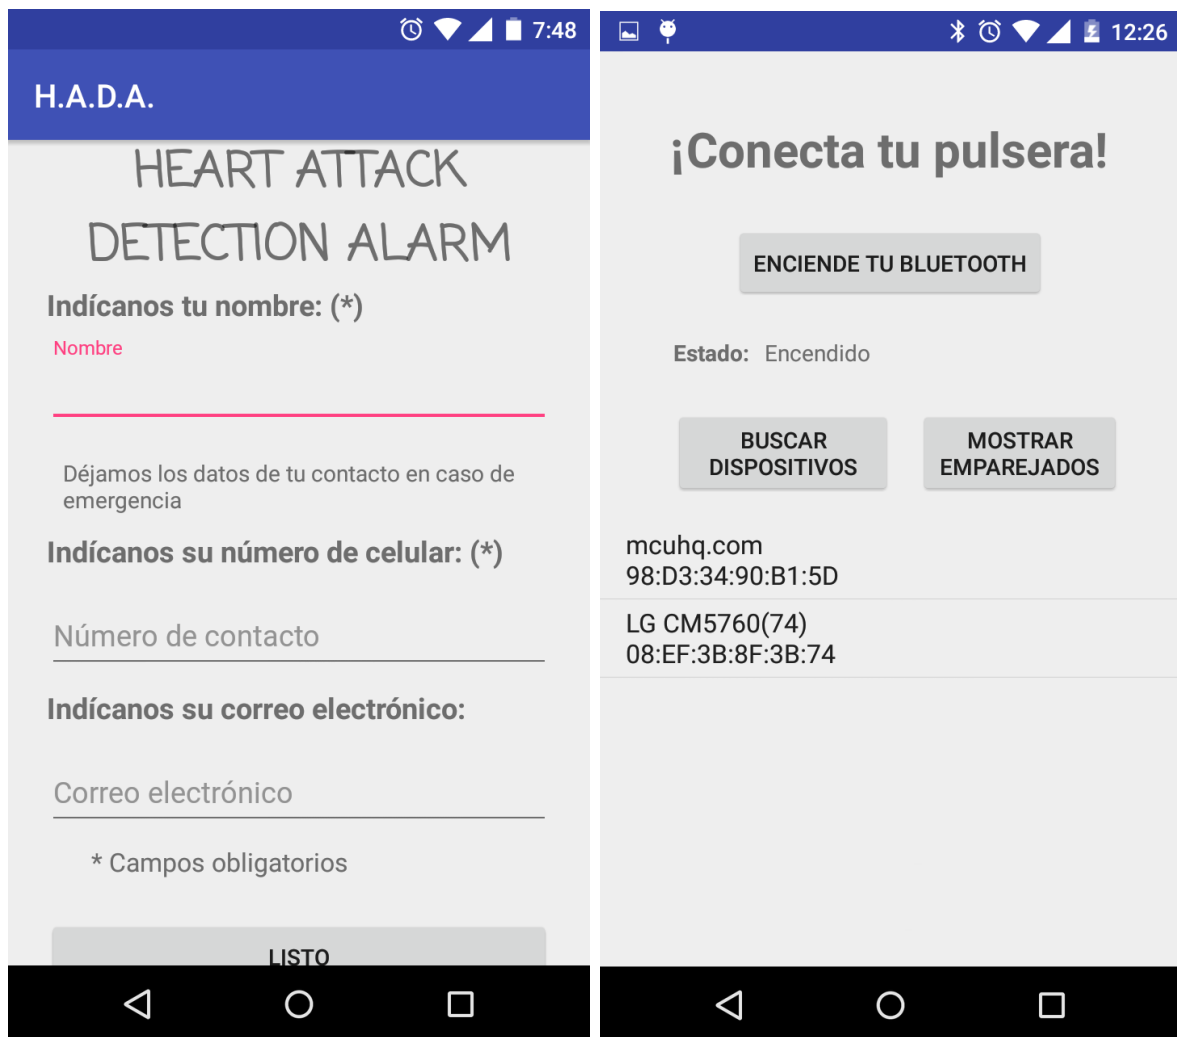 7:48
H.A.D.A.
HEART ATTACK
DETECTION ALARM
Indícanos tu nombre: (*)
Nombre
Déjamos los datos de tu contacto en caso de
emergencia
Indícanos su número de celular: (*)
Número de contacto
Indícanos su correo electrónico:
Correo electrónico
* Campos obligatorios
LISTO
12:26
¡Conecta tu pulsera!
ENCIENDE TU BLUETOOTH
Estado: Encendido
BUSCAR
DISPOSITIVOS
MOSTRAR
EMPAREJADOS
mcuhq.com
98:D3:34:90:B1:5D
LG CM5760(74)
08:EF:3B:8F:3B:74